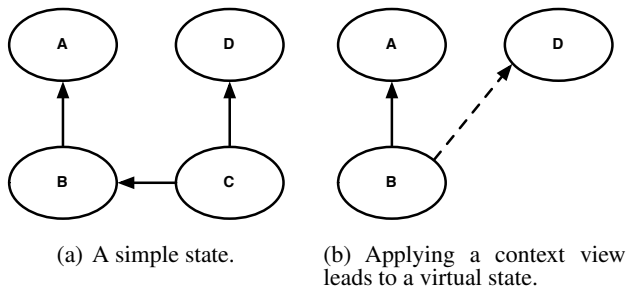 A
D
A
D
B
C
B
(a) A simple state.
(b) Applying a context view
leads to a virtual state.